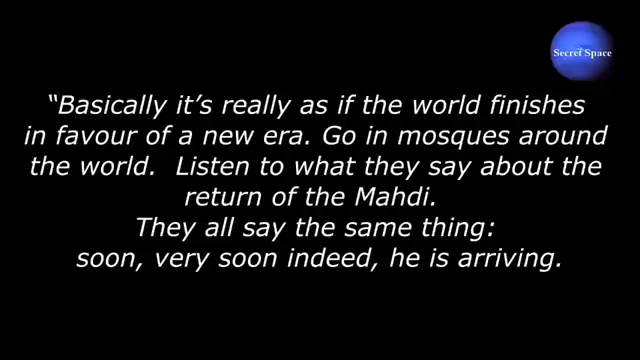 Secret Space
“Basically it’s really as if the world finishes
in favour of a new era. Go in mosques around
the world.  Listen to what they say about the
return of the Mahdi.
They all say the same thing:
soon, very soon indeed, he is arriving.